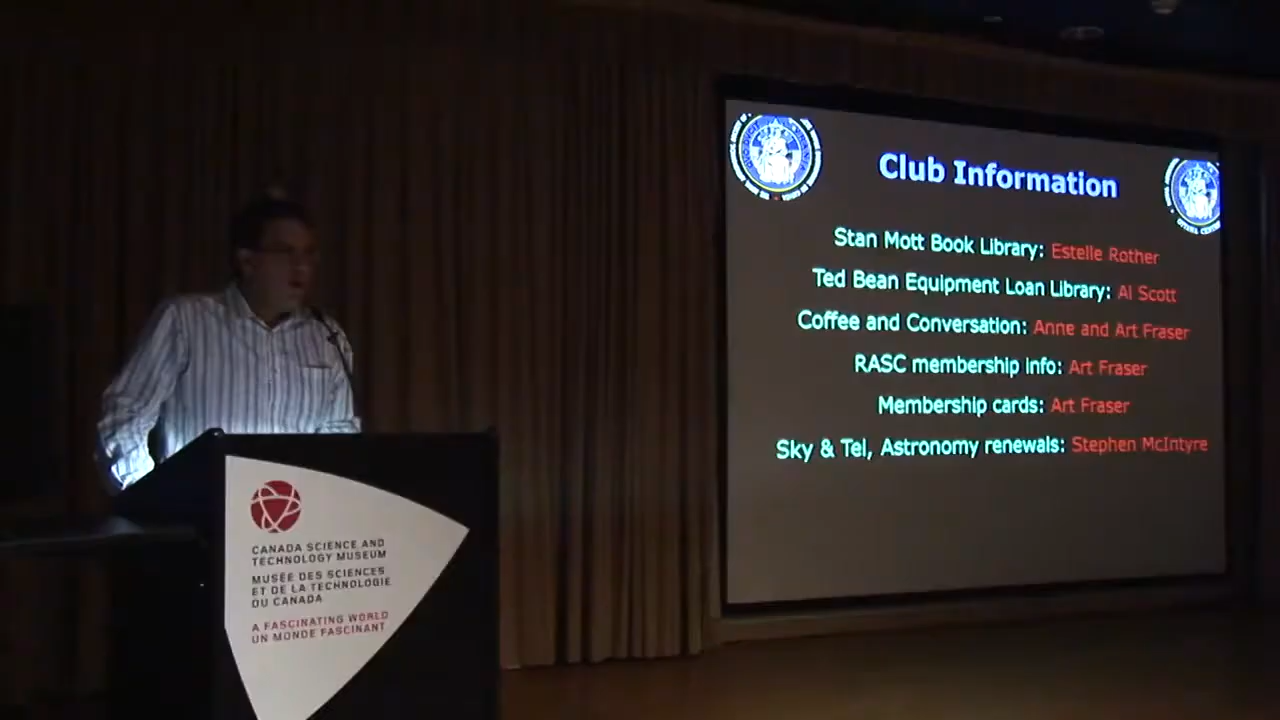 Club Information
Stan Mott Book Library: Estelle Rother
Ted Bean Equipment Loan Library: Al Scott
Coffee and Conversation: Anne and Art Fraser
RASC membership info: Art Fraser
Membership cards: Art Fraser
Sky & Tel, Astronomy renewals: Stephen McIntyre
CANADA SCIENCE AND
TECHNOLOGY MUSEUM
MUSÉE DES SCIENCES
ET DE LA TECHNOLOGIE
DU CANADA
A FASCINATING WORLD
UN MONDE FASCINANT